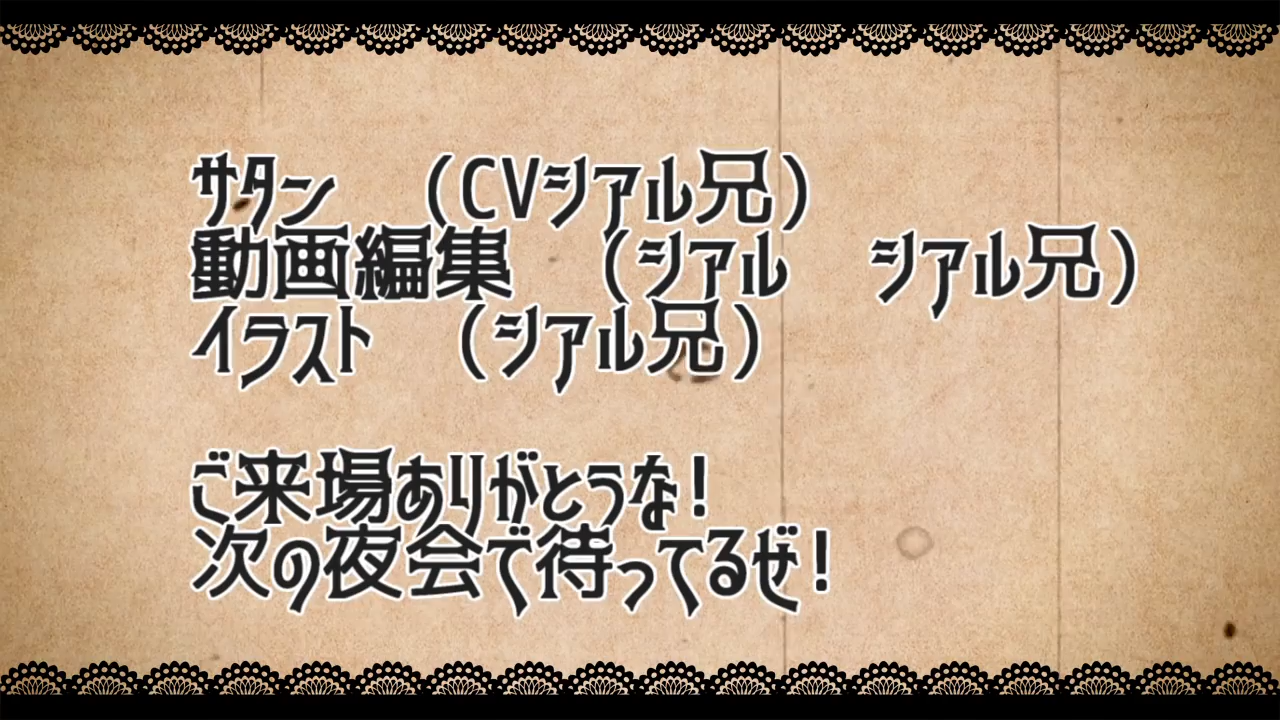 サタン　（CVシアル兄）
動画編集　（シアル　シアル兄）
イラスト　（シアル兄）
ご来場ありがとうな！
次の夜会で待ってるぜ！